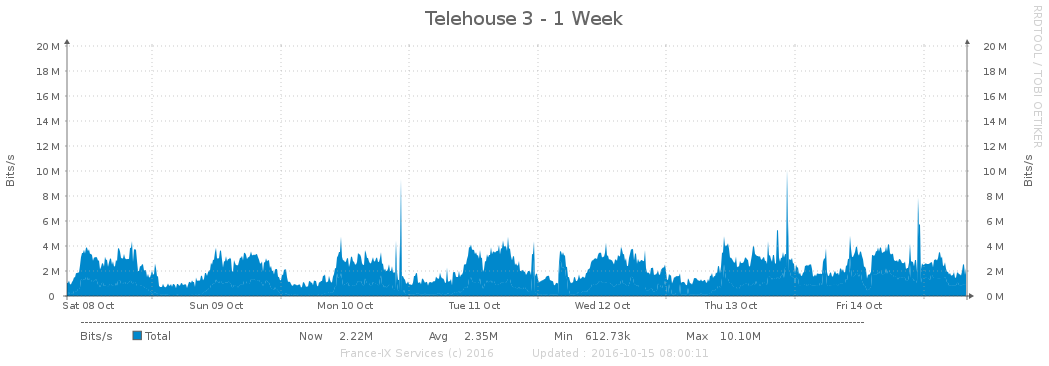 Telehouse 3 - 1 Week
RRDTOOL / TOBI OETIKER
Bits/s
Bits/s
20 M 20 M
18 M 18 M
16 M 16 M
14 M 14 M
12 M 12 M
10 M 10 M
8 M 8 M
6 M 6 M
4 M 4 M
2 M 2 M
0 0 M
Sat 08 Oct Sun 09 Oct Mon 10 Oct Tue 11 Oct Wed 12 Oct Thu 13 Oct Fri 14 Oct
Bits/s Total Now 2.22M Avg 2.35M Min 612.73k Max 10.10M
France-IX Services (c) 2016 Updated : 2016-10-15 08:00:11